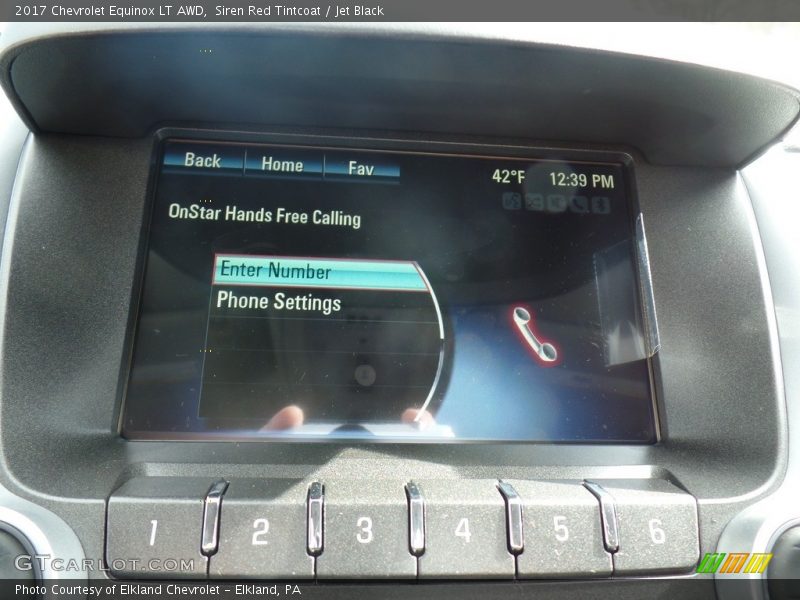 2017 Chevrolet Equinox LT AWD,  Siren Red Tintcoat / Jet Black
Back Home Fav
42°F 12:39 PM
OnStar Hands Free Calling
Enter Number
Phone Settings
1 2 3 4 5 6
GTCARLOT.COM
Photo Courtesy of Elkland Chevrolet - Elkland, PA